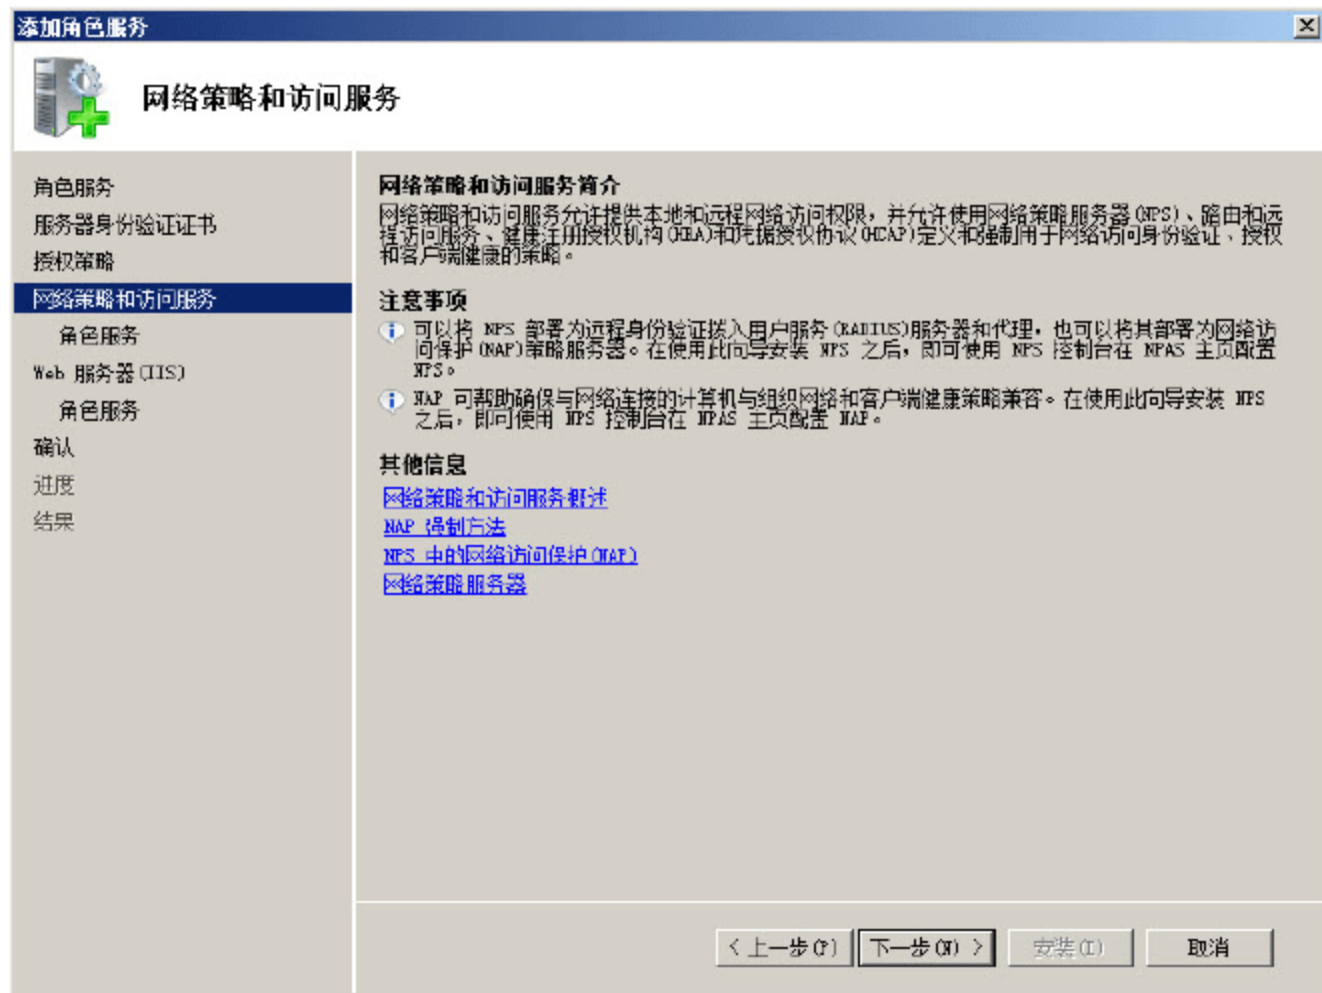 添加角色服务
网络策略和访问服务
角色服务
服务器身份验证证书
授权策略
网络策略和访问服务
角色服务
Web 服务器(IIS)
角色服务
确认
进度
结果
网络策略和访问服务简介
网络策略和访问服务允许提供本地和远程网络访问权限，并允许使用网络策略服务器(NPS)、路由和远
程访问服务、健康注册授权机构(HRA)和凭据授权协议(HCAP)定义和强制用于网络访问身份验证、授权
和客户端健康的策略。
注意事项
可以将 NPS 部署为远程身份验证拨入用户服务(RADIUS)服务器和代理，也可以将其部署为网络访
问保护(NAP)策略服务器。在使用此向导安装 NPS 之后，即可使用 NPS 控制台在 NPAS 主页配置
NPS。
NAP 可帮助确保与网络连接的计算机与组织网络和客户端健康策略兼容。在使用此向导安装 NPS
之后，即可使用 NPS 控制台在 NPAS 主页配置 NAP。
其他信息
网络策略和访问服务概述
NAP 强制方法
NPS 中的网络访问保护(NAP)
网络策略服务器
< 上一步(P)
下一步(N) >
安装(I)
取消